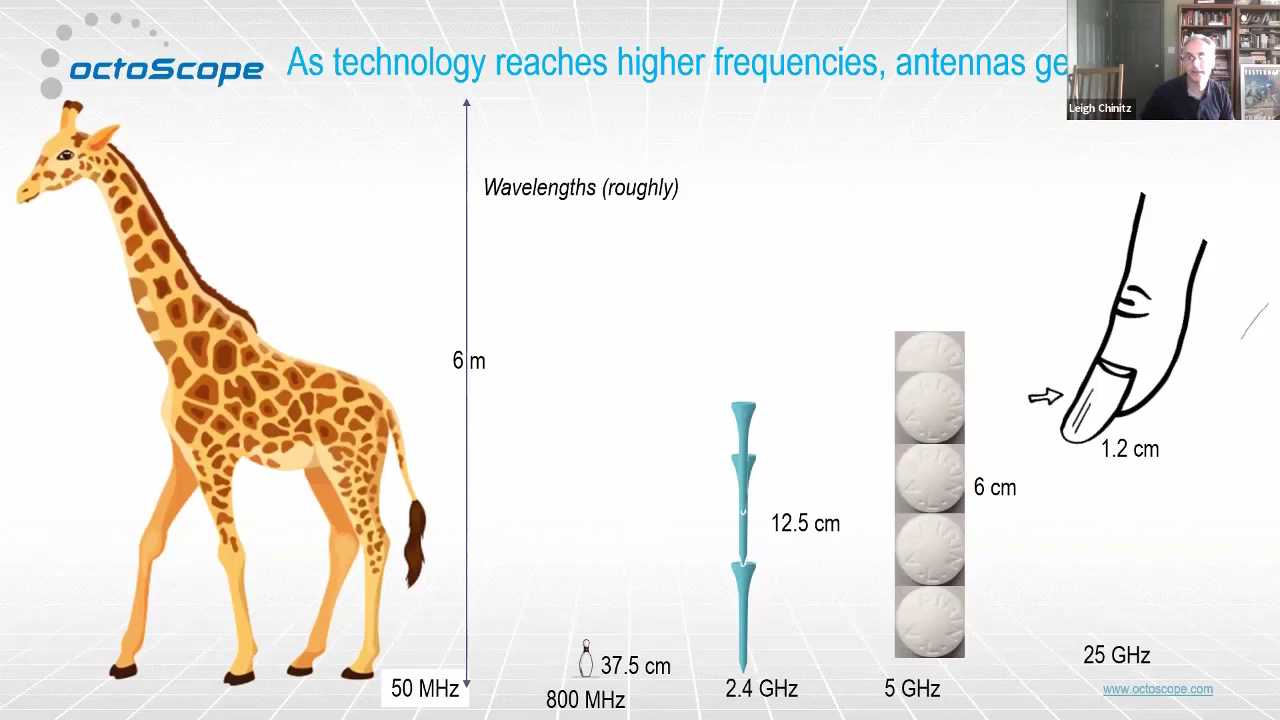 octoScope
As technology reaches higher frequencies, antennas ge
Leigh Chinitz
Wavelengths (roughly)
6 m
1.2 cm
6 cm
12.5 cm
37.5 cm
50 MHz
800 MHz
2.4 GHz
5 GHz
25 GHz
www.octoscope.com